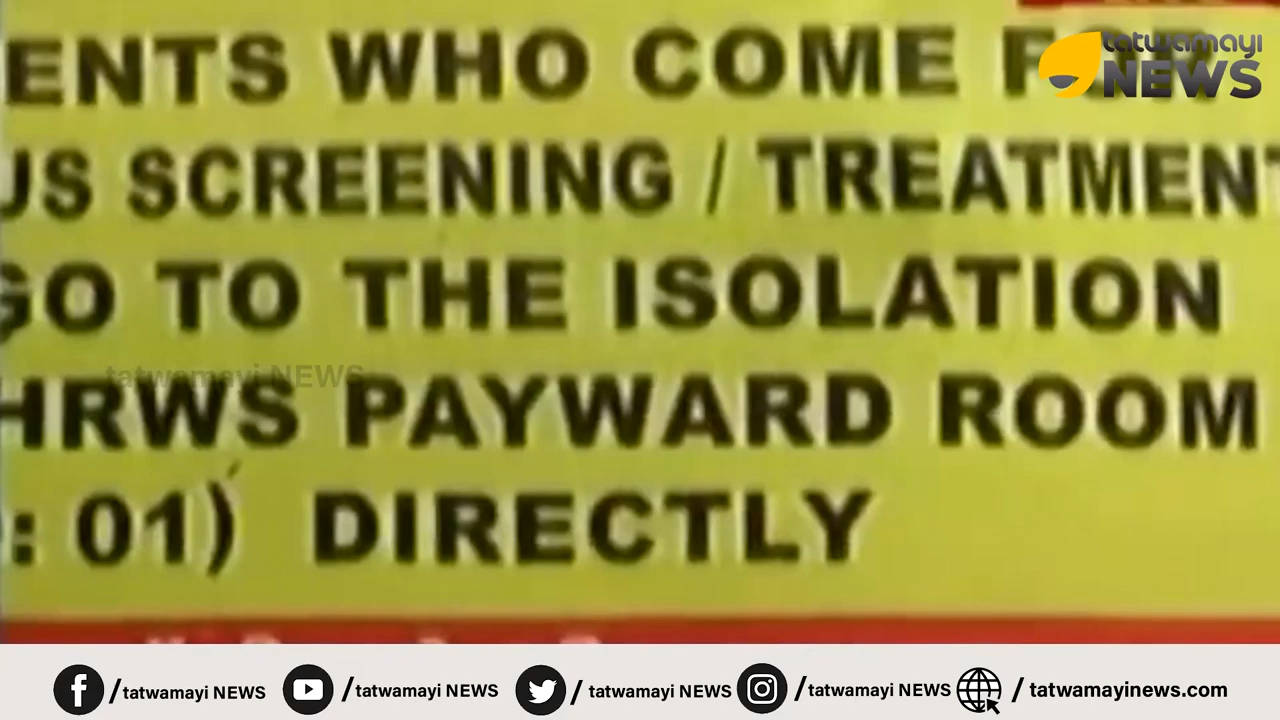 tatwamayi
NEWS
ENTS WHO COME
US SCREENING / TREATMENT
GO TO THE ISOLATION
tatwamayi NEWS
HRWS PAYWARD ROOM
: 01) DIRECTLY
/tatwamayi NEWS /tatwamayi NEWS / tatwamayi NEWS /tatwamayi NEWS / tatwamayinews.com